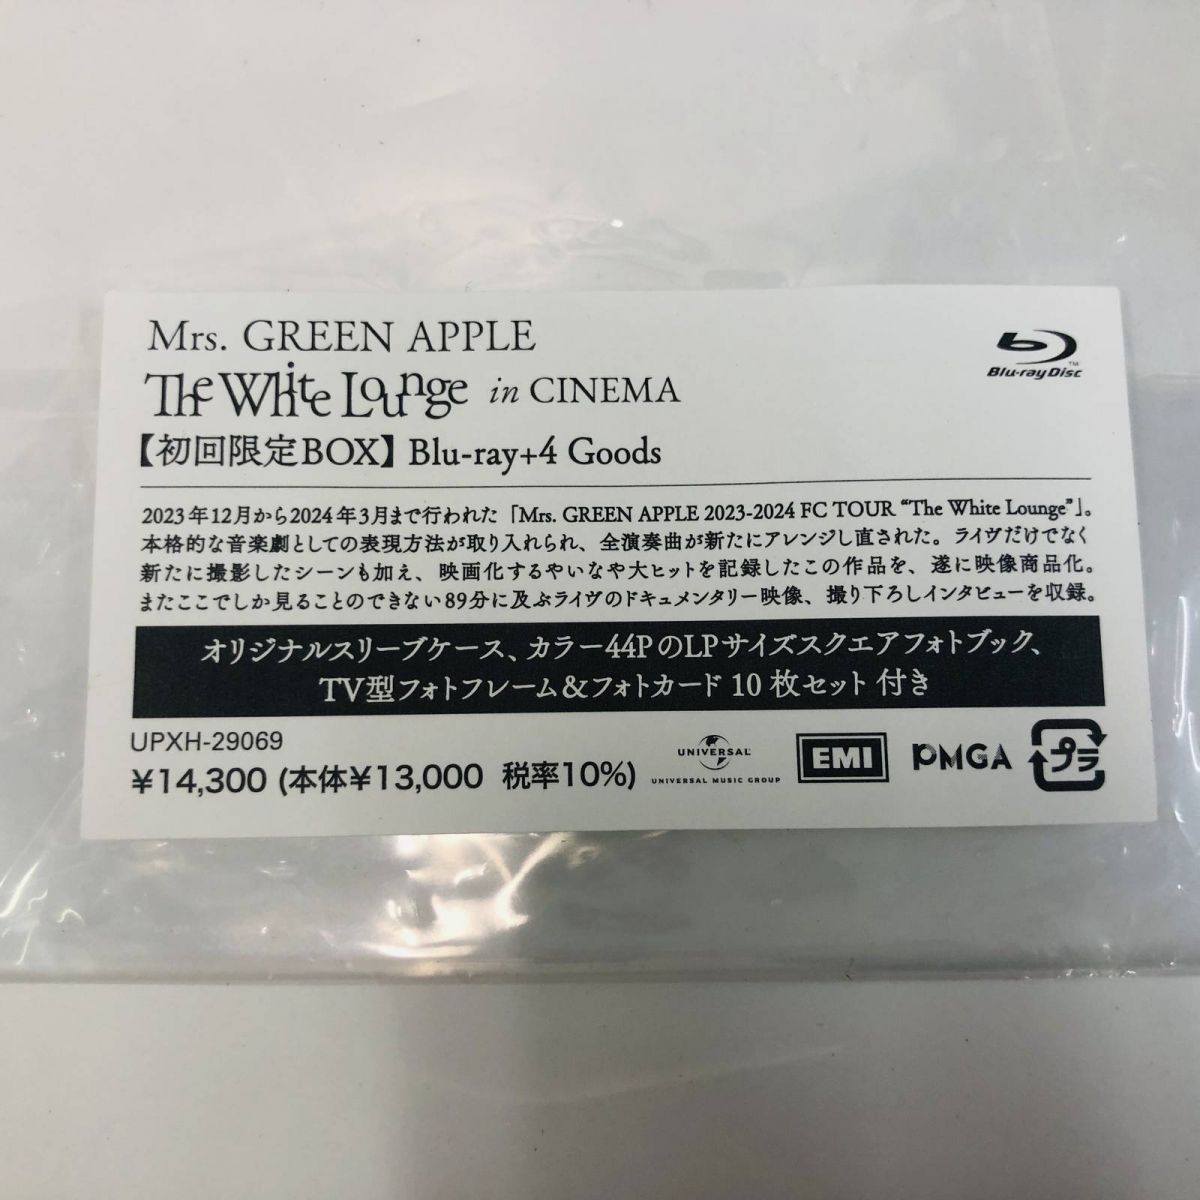 Mrs. GREEN APPLE
The White Lounge in CINEMA
Blu-ray Disc™
【初回限定BOX】Blu-ray+4 Goods
2023年12月から2024年3月まで行われた「Mrs. GREEN APPLE 2023-2024 FC TOUR “The White Lounge”」。
本格的な音楽劇としての表現方法が取り入れられ、全演奏曲が新たにアレンジし直された。ライヴだけでなく
新たに撮影したシーンも加え、映画化するやいなや大ヒットを記録したこの作品を、遂に映像商品化。
またここでしか見ることのできない89分に及ぶライヴのドキュメンタリー映像、撮り下ろしインタビューを収録。
オリジナルスリーブケース、カラー44PのLPサイズスクエアフォトブック、
TV型フォトフレーム&フォトカード10枚セット 付き
UPXH-29069
¥14,300 (本体¥13,000 税率10%)
UNIVERSAL
UNIVERSAL MUSIC GROUP
EMI
PMGA
プラ